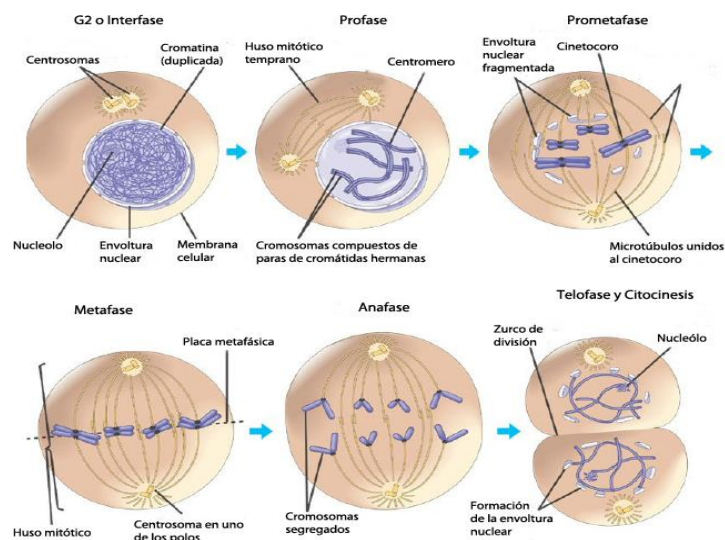 G2 o Interfase
Centrosomas
Cromatina
(duplicada)
Nucleolo
Envoltura
nuclear
Membrana
celular
Profase
Huso mitótico
temprano
Centromero
Cromosomas compuestos de
paras de cromátidas hermanas
Prometafase
Envoltura
nuclear
fragmentada
Cinetocoro
Microtúbulos unidos
al cinetocoro
Metafase
Placa metafásica
Huso mitótico
Centrosoma en uno
de los polos
Anafase
Cromosomas
segregados
Telofase y Citocinesis
Zurco de
división
Nucleólo
Formación
de la envoltura
nuclear